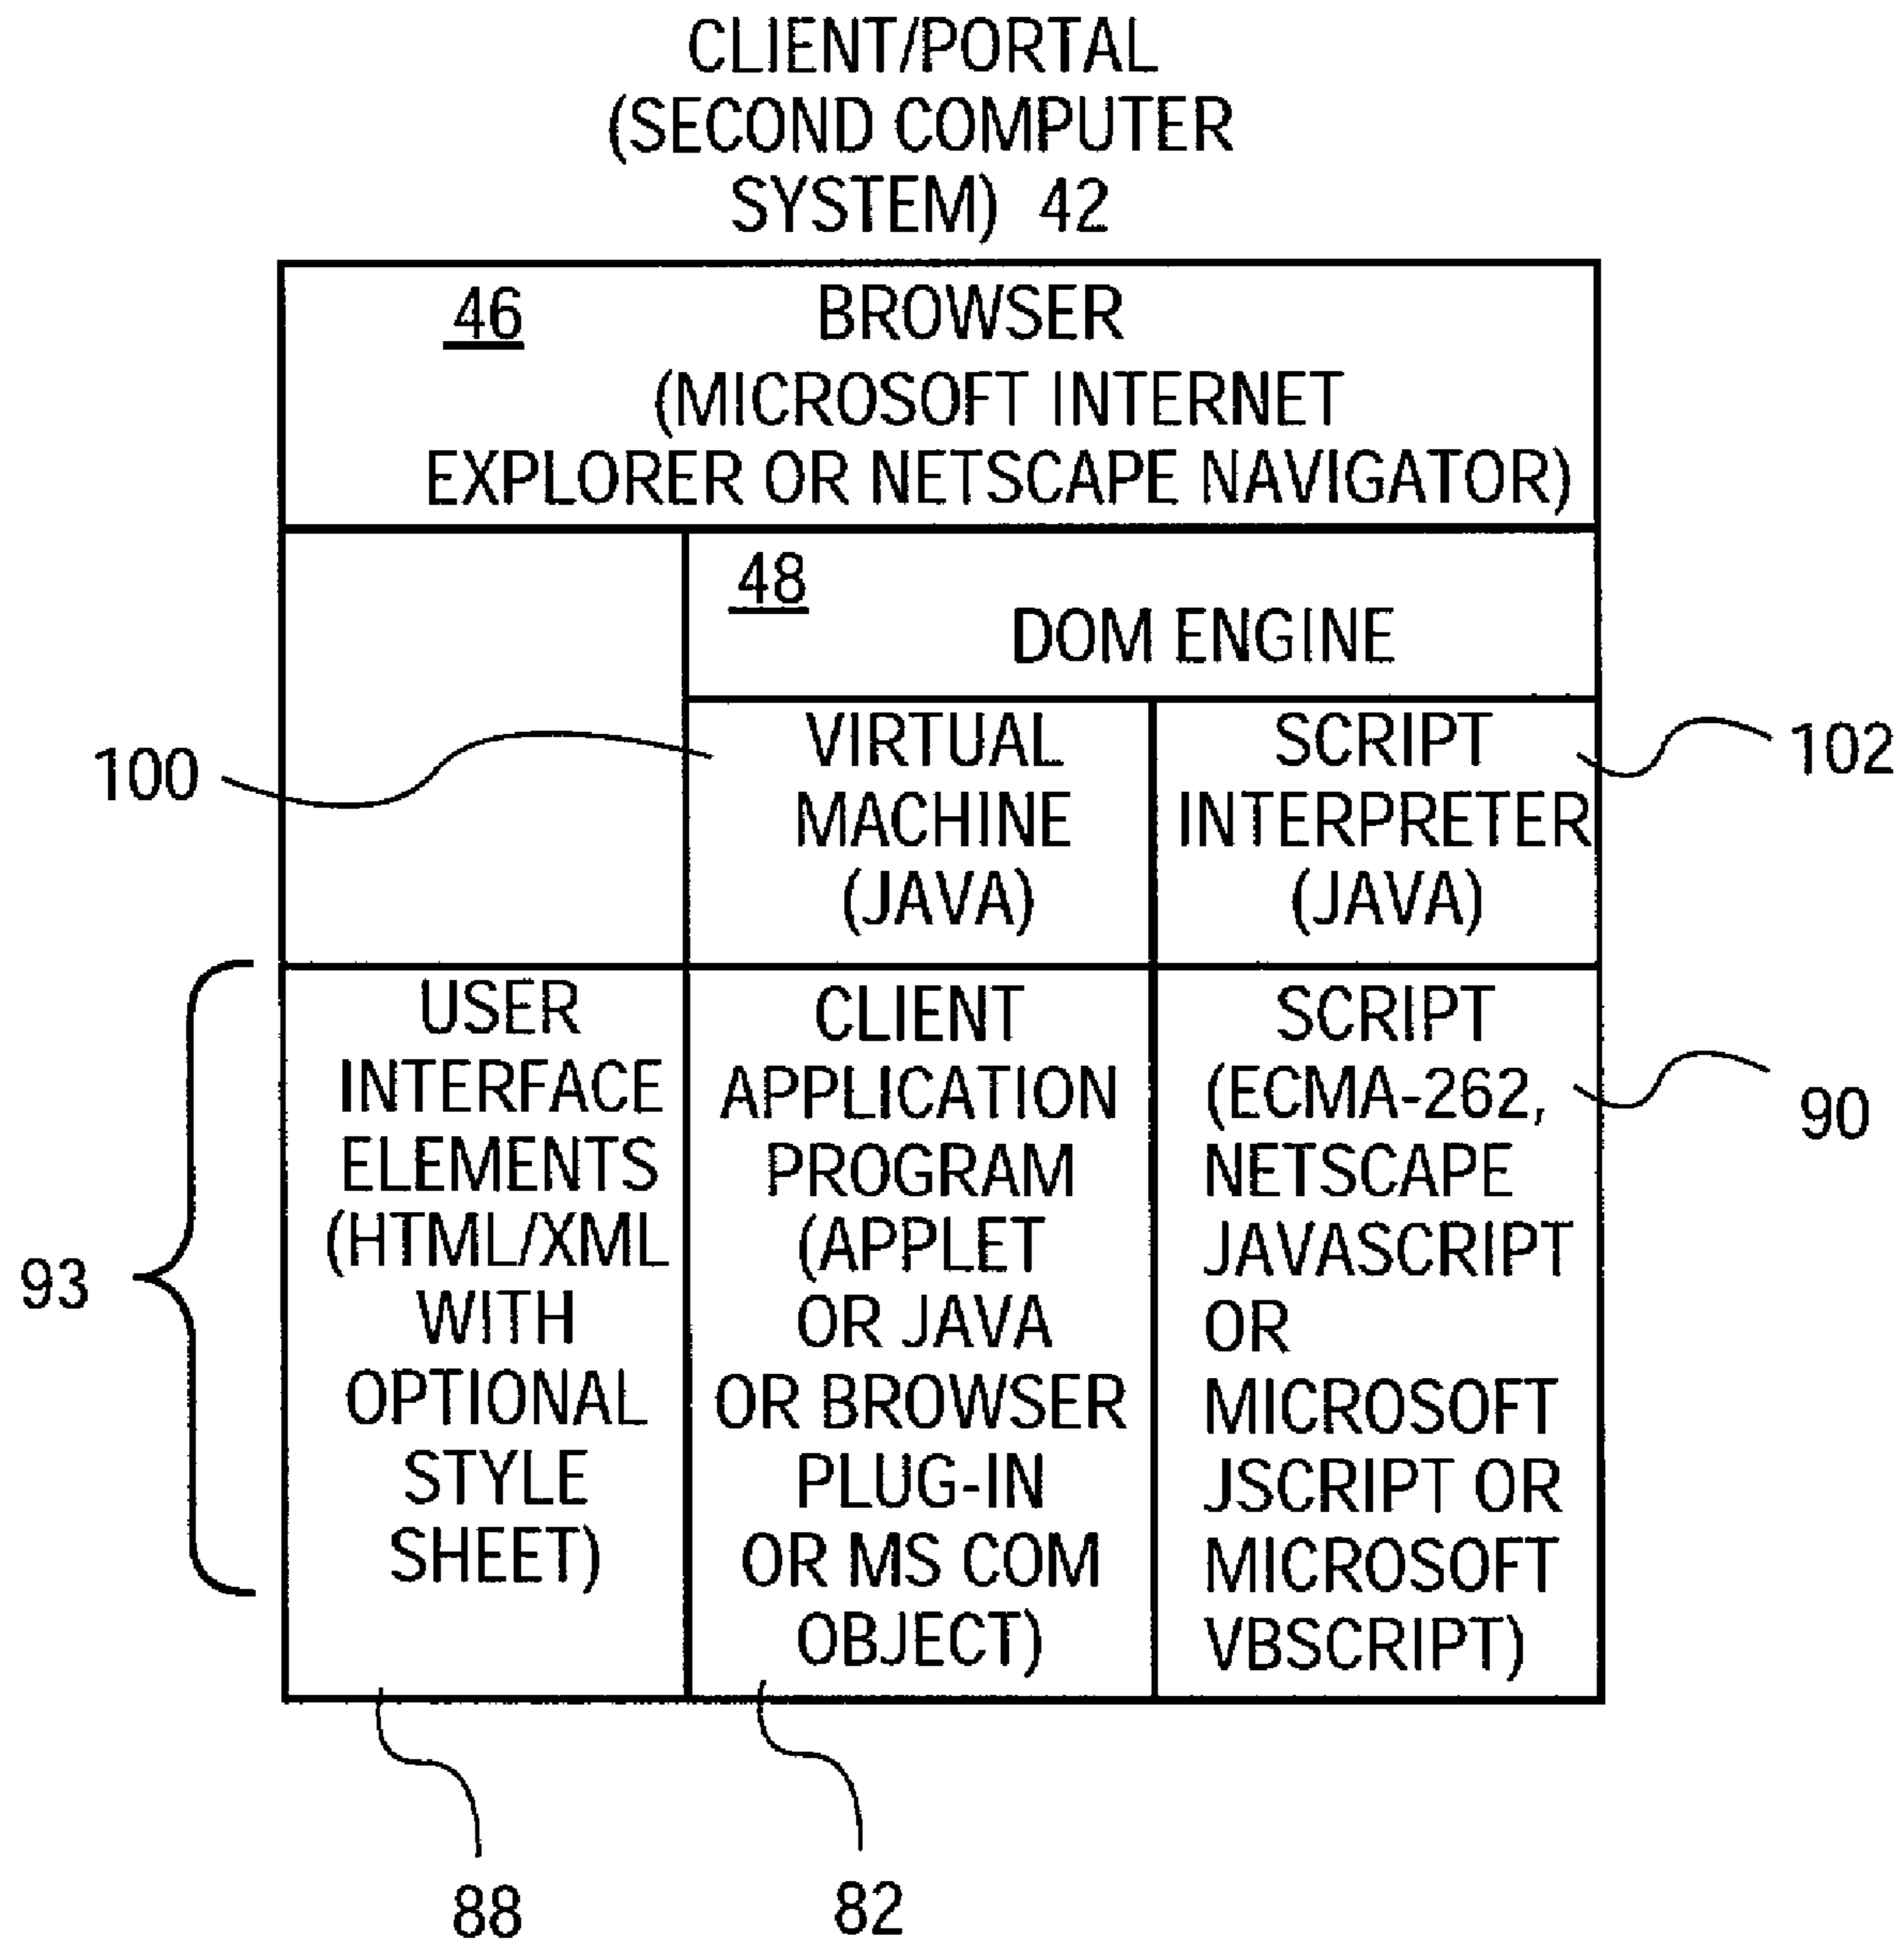 CLIENT/PORTAL
(SECOND COMPUTER
SYSTEM) 42
46 BROWSER
(MICROSOFT INTERNET
EXPLORER OR NETSCAPE NAVIGATOR)
48
DOM ENGINE
100
VIRTUAL
MACHINE
(JAVA)
SCRIPT
INTERPRETER
(JAVA)
102
93
USER
INTERFACE
ELEMENTS
(HTML/XML
WITH
OPTIONAL
STYLE
SHEET)
CLIENT
APPLICATION
PROGRAM
(APPLET
OR JAVA
OR BROWSER
PLUG-IN
OR MS COM
OBJECT)
SCRIPT
(ECMA-262,
NETSCAPE
JAVASCRIPT
OR
MICROSOFT
JSCRIPT OR
MICROSOFT
VBSCRIPT)
90
88
82